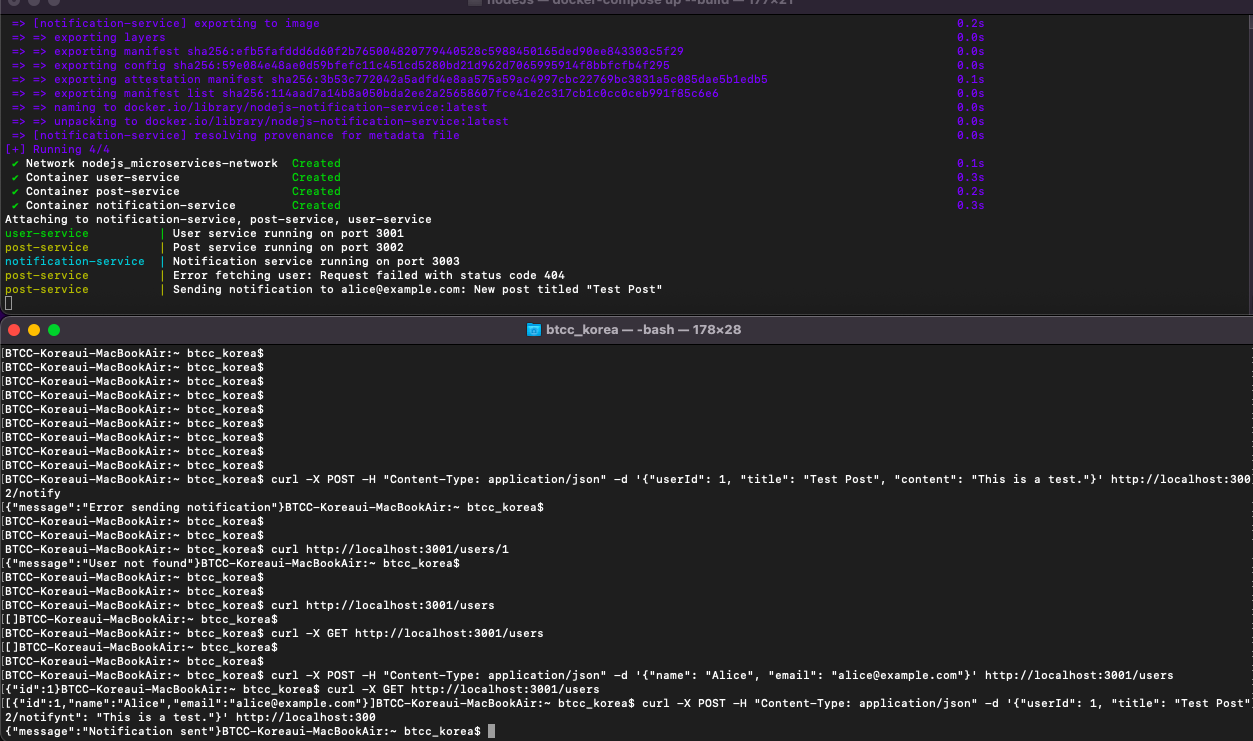 nodeJs — docker-compose up --build — 177×21
=> [notification-service] exporting to image 0.2s
=> => exporting layers 0.0s
=> => exporting manifest sha256:efb5fafddd6d60f2b765004820779440528c5988450165ded90ee843303c5f29 0.0s
=> => exporting config sha256:59e084e48ae0d59bfefc11c451cd5280bd21d962d7065995914f8bbfcfb4f295 0.0s
=> => exporting attestation manifest sha256:3b53c772042a5adfd4e8aa575a59ac4997cbc22769bc3831a5c085dae5b1edb5 0.1s
=> => exporting manifest list sha256:114aad7a14b8a050bda2ee2a25658607fce41e2c317cb1c0cc0ceb991f85c6e6 0.0s
=> => naming to docker.io/library/nodejs-notification-service:latest 0.0s
=> => unpacking to docker.io/library/nodejs-notification-service:latest 0.0s
=> [notification-service] resolving provenance for metadata file 0.0s
[+] Running 4/4
✔ Network nodejs_microservices-network Created 0.1s
✔ Container user-service Created 0.3s
✔ Container post-service Created 0.2s
✔ Container notification-service Created 0.3s
Attaching to notification-service, post-service, user-service
user-service | User service running on port 3001
post-service | Post service running on port 3002
notification-service | Notification service running on port 3003
post-service | Error fetching user: Request failed with status code 404
post-service | Sending notification to alice@example.com: New post titled "Test Post"
btcc_korea — -bash — 178×28
[BTCC-Koreaui-MacBookAir:~ btcc_korea$
[BTCC-Koreaui-MacBookAir:~ btcc_korea$
[BTCC-Koreaui-MacBookAir:~ btcc_korea$
[BTCC-Koreaui-MacBookAir:~ btcc_korea$
[BTCC-Koreaui-MacBookAir:~ btcc_korea$
[BTCC-Koreaui-MacBookAir:~ btcc_korea$
[BTCC-Koreaui-MacBookAir:~ btcc_korea$
[BTCC-Koreaui-MacBookAir:~ btcc_korea$
[BTCC-Koreaui-MacBookAir:~ btcc_korea$
[BTCC-Koreaui-MacBookAir:~ btcc_korea$ curl -X POST -H "Content-Type: application/json" -d '{"userId": 1, "title": "Test Post", "content": "This is a test."}' http://localhost:300
2/notify
[{"message":"Error sending notification"}BTCC-Koreaui-MacBookAir:~ btcc_korea$
[BTCC-Koreaui-MacBookAir:~ btcc_korea$
[BTCC-Koreaui-MacBookAir:~ btcc_korea$
BTCC-Koreaui-MacBookAir:~ btcc_korea$ curl http://localhost:3001/users/1
[{"message":"User not found"}BTCC-Koreaui-MacBookAir:~ btcc_korea$
[BTCC-Koreaui-MacBookAir:~ btcc_korea$
[BTCC-Koreaui-MacBookAir:~ btcc_korea$
[BTCC-Koreaui-MacBookAir:~ btcc_korea$ curl http://localhost:3001/users
[[]BTCC-Koreaui-MacBookAir:~ btcc_korea$
[BTCC-Koreaui-MacBookAir:~ btcc_korea$ curl -X GET http://localhost:3001/users
[[]BTCC-Koreaui-MacBookAir:~ btcc_korea$
[BTCC-Koreaui-MacBookAir:~ btcc_korea$
[BTCC-Koreaui-MacBookAir:~ btcc_korea$ curl -X POST -H "Content-Type: application/json" -d '{"name": "Alice", "email": "alice@example.com"}' http://localhost:3001/users
[{"id":1}BTCC-Koreaui-MacBookAir:~ btcc_korea$ curl -X GET http://localhost:3001/users
[[{"id":1,"name":"Alice","email":"alice@example.com"}]BTCC-Koreaui-MacBookAir:~ btcc_korea$ curl -X POST -H "Content-Type: application/json" -d '{"userId": 1, "title": "Test Post"
2/notifynt": "This is a test."}' http://localhost:300
{"message":"Notification sent"}BTCC-Koreaui-MacBookAir:~ btcc_korea$